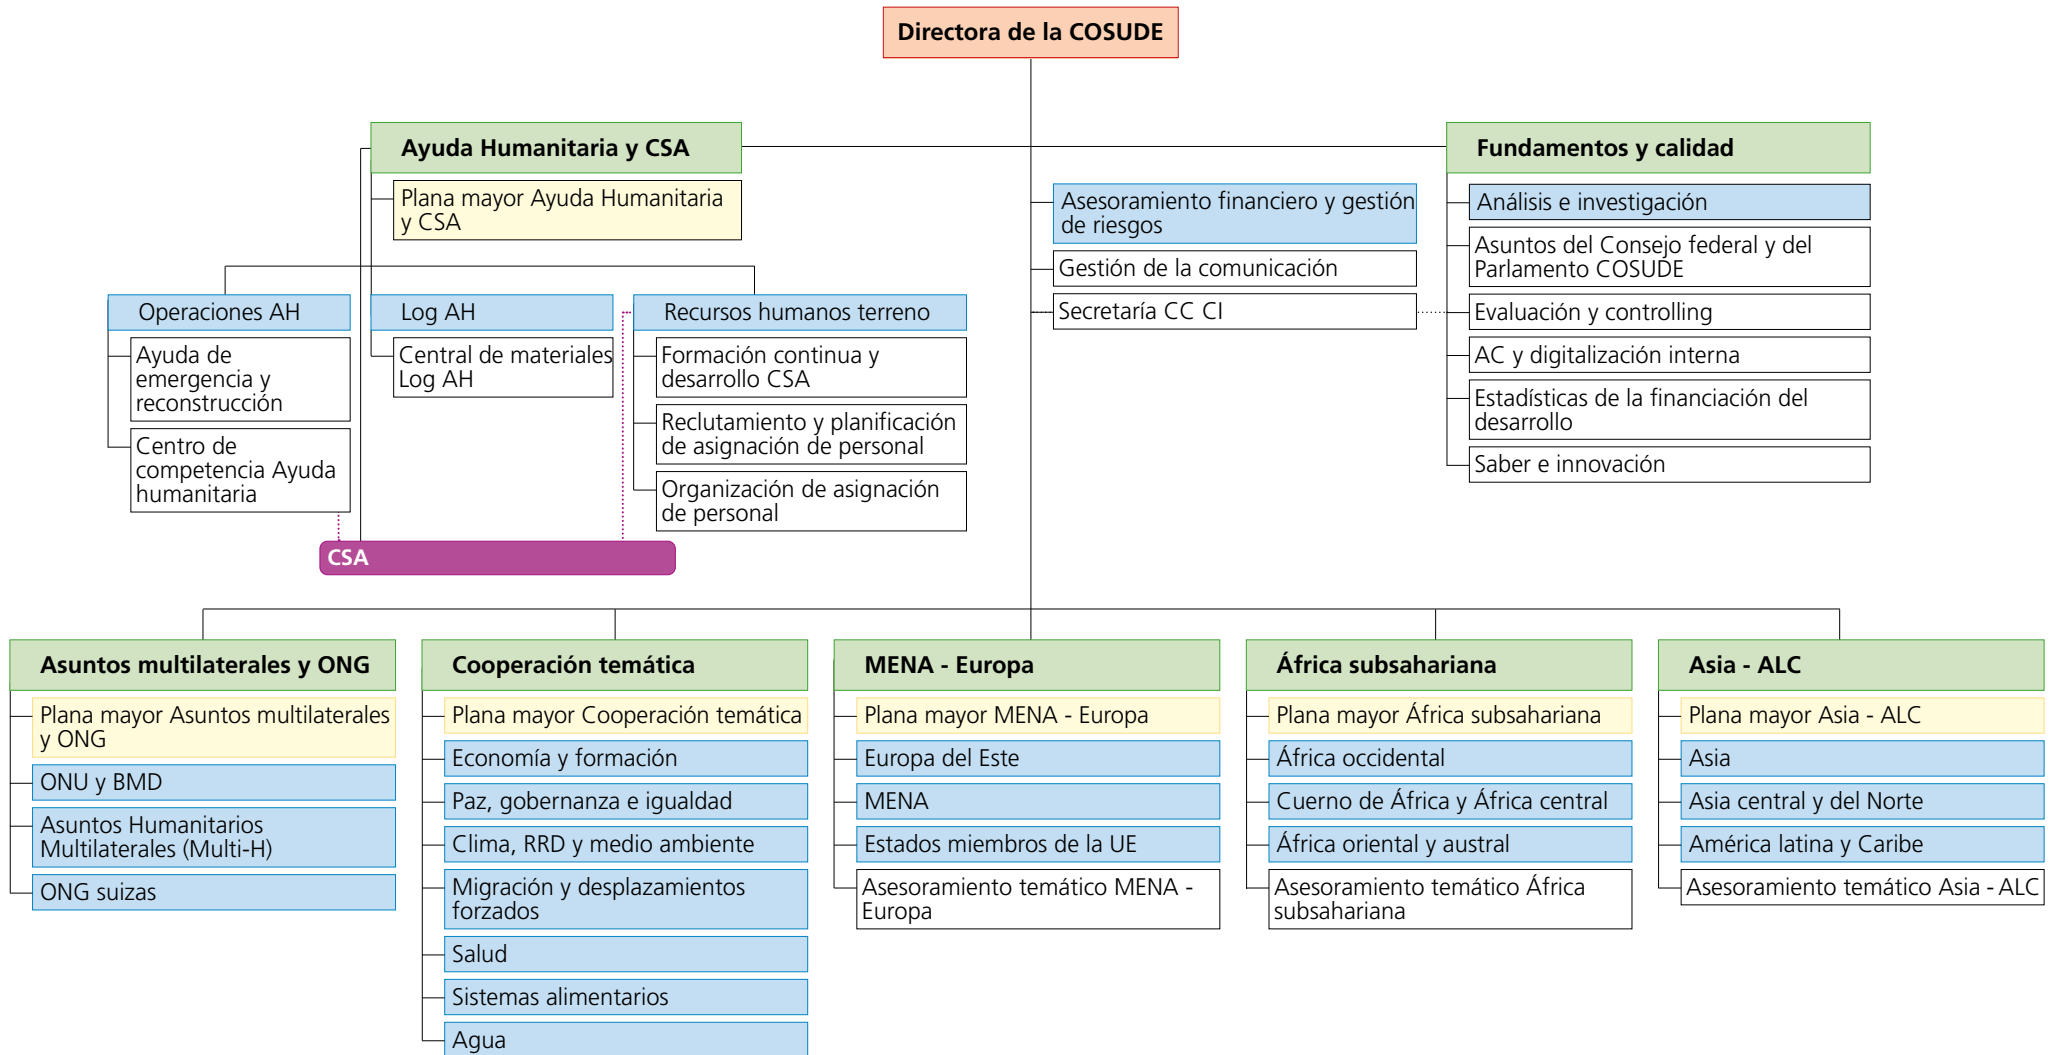 Directora de la COSUDE
Ayuda Humanitaria y CSA
Plana mayor Ayuda Humanitaria
y CSA
Operaciones AH
Ayuda de
emergencia y
reconstrucción
Centro de
competencia Ayuda
humanitaria
Log AH
Central de materiales
Log AH
Recursos humanos terreno
Formación continua y
desarrollo CSA
Reclutamiento y planificación
de asignación de personal
Organización de asignación
de personal
CSA
Asesoramiento financiero y gestión
de riesgos
Gestión de la comunicación
Secretaría CC CI
Fundamentos y calidad
Análisis e investigación
Asuntos del Consejo federal y del
Parlamento COSUDE
Evaluación y controlling
AC y digitalización interna
Estadísticas de la financiación del
desarrollo
Saber e innovación
Asuntos multilaterales y ONG
Plana mayor Asuntos multilaterales
y ONG
ONU y BMD
Asuntos Humanitarios
Multilaterales (Multi-H)
ONG suizas
Cooperación temática
Plana mayor Cooperación temática
Economía y formación
Paz, gobernanza e igualdad
Clima, RRD y medio ambiente
Migración y desplazamientos
forzados
Salud
Sistemas alimentarios
Agua
MENA - Europa
Plana mayor MENA - Europa
Europa del Este
MENA
Estados miembros de la UE
Asesoramiento temático MENA -
Europa
África subsahariana
Plana mayor África subsahariana
África occidental
Cuerno de África y África central
África oriental y austral
Asesoramiento temático África
subsahariana
Asia - ALC
Plana mayor Asia - ALC
Asia
Asia central y del Norte
América latina y Caribe
Asesoramiento temático Asia - ALC